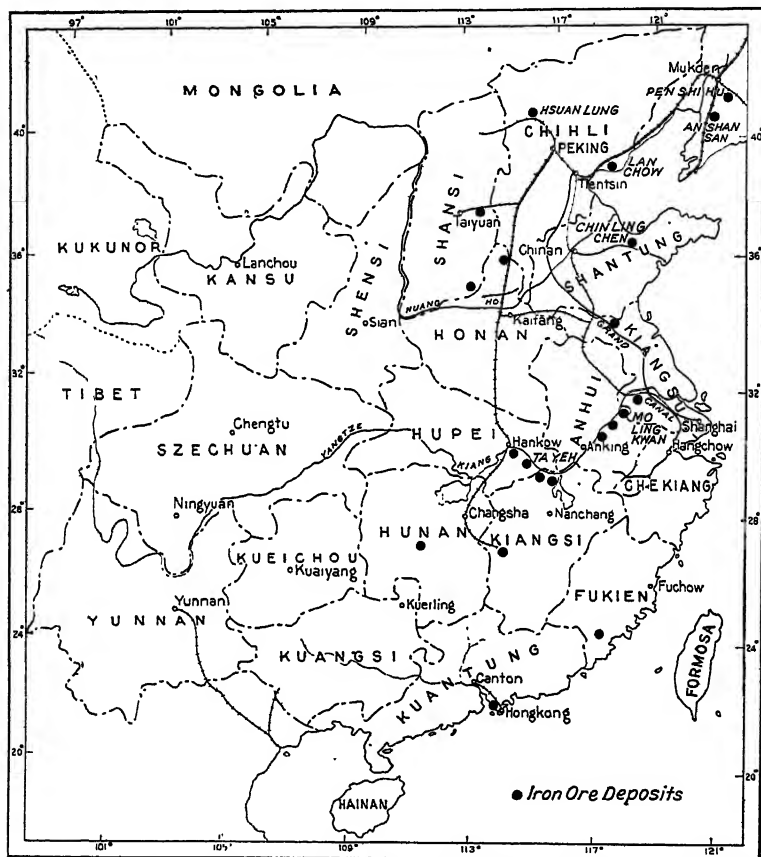 97° 101° 105° 109° 113° 117° 121°
Mukden
MONGOLIA
PEN SHI HU
HSUAN LUNG
40°
CHIHLI
AN SHAN
SAN
40°
PEKING
LAN
CHOW
Tientsin
SHANSI
Taiyuan
CHIN LING
CHEN
KUKUNOR
36°
Lanchou
KANSU
SHENSI
Chinan
SHANTUNG
36°
HUANG HO
Sian
HONAN
Kaifang
GRAND
KIANGSU
32°
TIBET
ANHUI
32°
CANAL
Chengtu
SZECHUAN
YANGTZE
HUPEI
MO
LING
KWAN
Shanghai
Hankow
KIANG
TA YEH
Anking
Hangchow
28°
CHEKIANG
Ningyuan
Changsha
Nanchang
28°
HUNAN
KIANGSI
KUEICHOU
Kuaiyang
Yunnan
YUNNAN
Kuerling
FUKIEN
Fuchow
24°
24°
KUANGSI
KUANTUNG
Canton
FORMOSA
Hongkong
20°
20°
HAINAN
Iron Ore Deposits
101° 105° 109° 113° 117° 121°